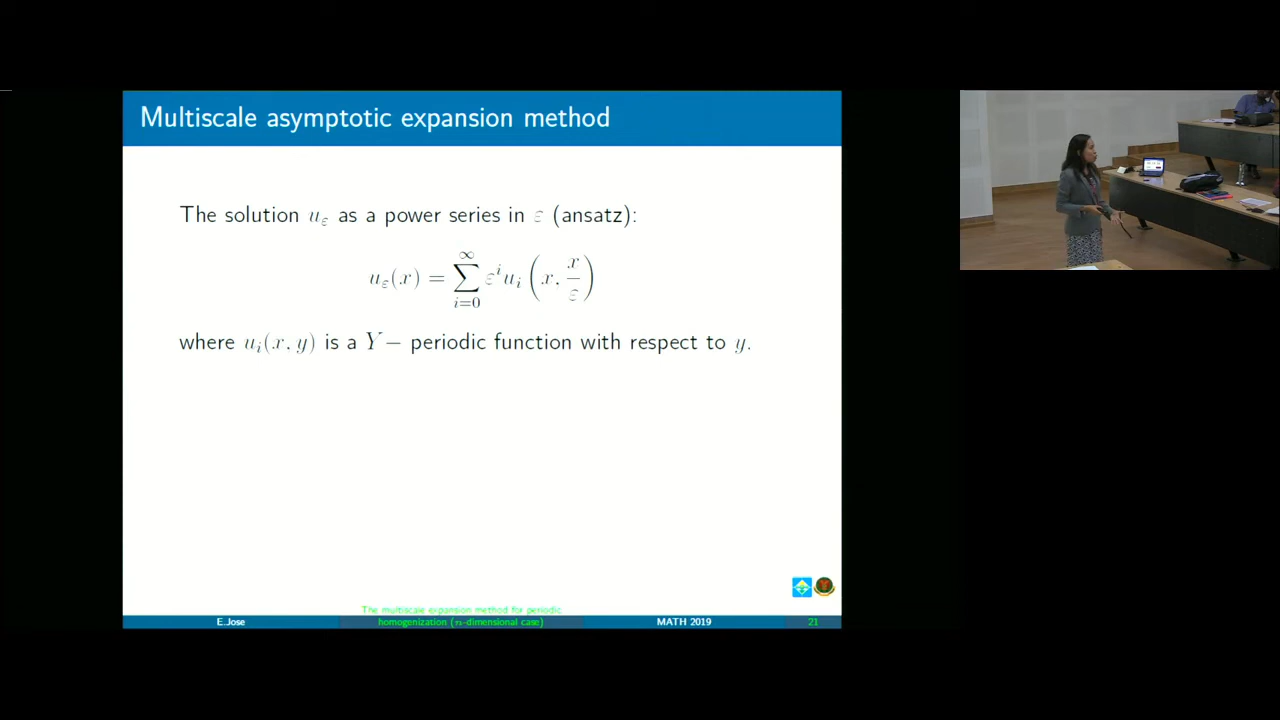 Multiscale asymptotic expansion method
The solution u_ε as a power series in ε (ansatz):
u_ε(x) = ∑_{i=0}^{∞} ε^i u_i (x, x/ε)
where u_i(x, y) is a Y− periodic function with respect to y.
The multiscale expansion method for periodic
E.Jose homogenization (n-dimensional case) MATH 2019 21